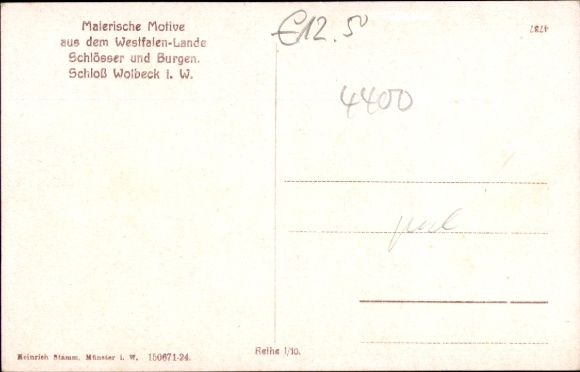 Malerische Motive
aus dem Westfalen-Lande
Schlösser und Burgen.
Schloß Wolbeck i. W.
€12.50
4787
4400
Heinrich Stamm, Münster i. W. 150671-24.
Reihe I/10.